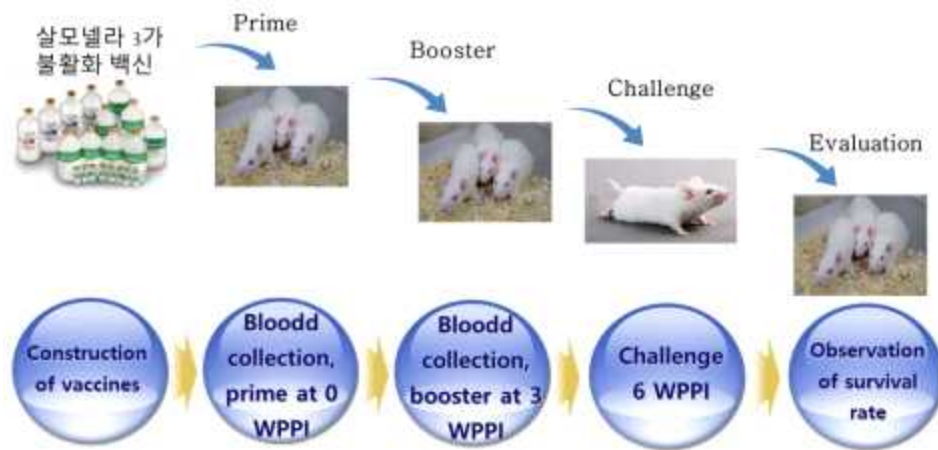 살모넬라 3가
불활화 백신
Prime
Booster
Challenge
Evaluation
Construction
of vaccines
Bloodd
collection,
prime at 0
WPPI
Bloodd
collection,
booster at 3
WPPI
Challenge
6 WPPI
Observation
of survival
rate